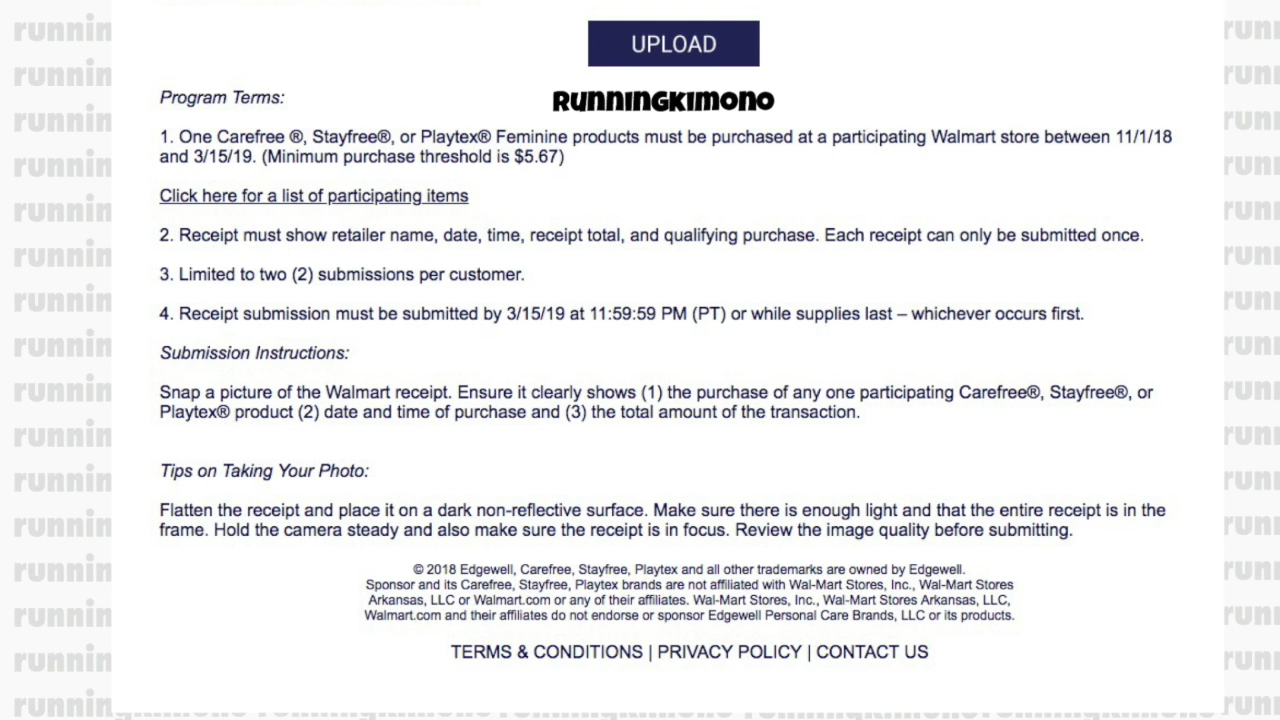 UPLOAD
Program Terms:
RUNNINGKIMONO
1. One Carefree ®, Stayfree®, or Playtex® Feminine products must be purchased at a participating Walmart store between 11/1/18
and 3/15/19. (Minimum purchase threshold is $5.67)
Click here for a list of participating items
2. Receipt must show retailer name, date, time, receipt total, and qualifying purchase. Each receipt can only be submitted once.
3. Limited to two (2) submissions per customer.
4. Receipt submission must be submitted by 3/15/19 at 11:59:59 PM (PT) or while supplies last – whichever occurs first.
Submission Instructions:
Snap a picture of the Walmart receipt. Ensure it clearly shows (1) the purchase of any one participating Carefree®, Stayfree®, or
Playtex® product (2) date and time of purchase and (3) the total amount of the transaction.
Tips on Taking Your Photo:
Flatten the receipt and place it on a dark non-reflective surface. Make sure there is enough light and that the entire receipt is in the
frame. Hold the camera steady and also make sure the receipt is in focus. Review the image quality before submitting.
© 2018 Edgewell, Carefree, Stayfree, Playtex and all other trademarks are owned by Edgewell.
Sponsor and its Carefree, Stayfree, Playtex brands are not affiliated with Wal-Mart Stores, Inc., Wal-Mart Stores
Arkansas, LLC or Walmart.com or any of their affiliates. Wal-Mart Stores, Inc., Wal-Mart Stores Arkansas, LLC,
Walmart.com and their affiliates do not endorse or sponsor Edgewell Personal Care Brands, LLC or its products.
TERMS & CONDITIONS | PRIVACY POLICY | CONTACT US